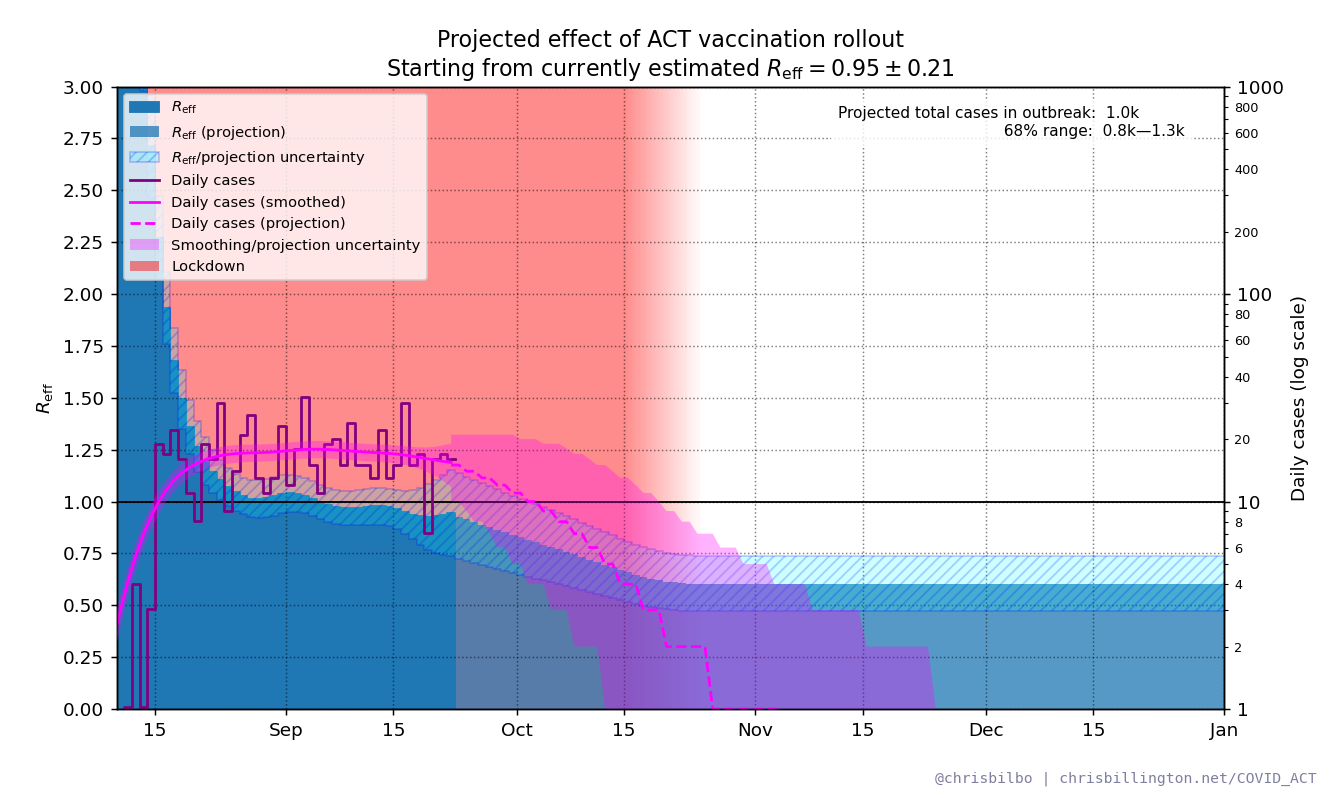 Projected effect of ACT vaccination rollout
Starting from currently estimated Reff = 0.95 ± 0.21
Projected total cases in outbreak: 1.0k
68% range: 0.8k—1.3k
Reff
Reff (projection)
Reff/projection uncertainty
Daily cases
Daily cases (smoothed)
Daily cases (projection)
Smoothing/projection uncertainty
Lockdown
Reff
3.00
2.75
2.50
2.25
2.00
1.75
1.50
1.25
1.00
0.75
0.50
0.25
0.00
1000
800
600
400
200
100
80
60
40
20
10
8
6
4
2
1
Daily cases (log scale)
15 Sep 15 Oct 15 Nov 15 Dec 15 Jan
@chrisbilbo | chrisbillington.net/COVID_ACT